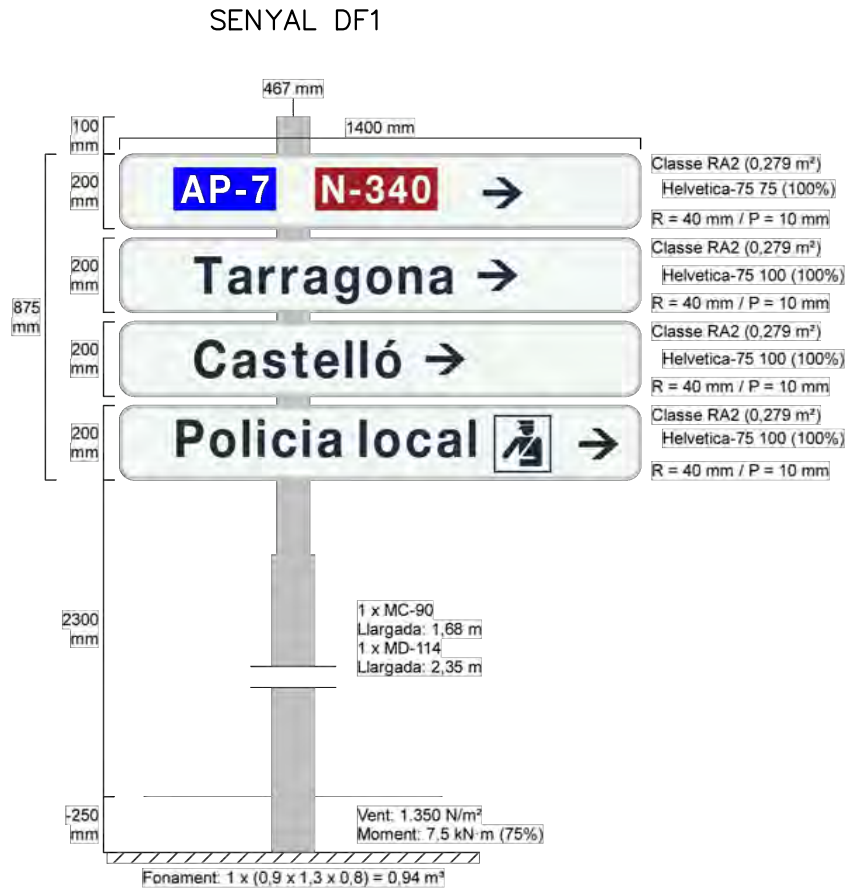 SENYAL DF1
467 mm
100
mm
1400 mm
200
mm
AP-7 N-340
Classe RA2 (0,279 m²)
Helvetica-75 75 (100%)
R = 40 mm / P = 10 mm
200
mm
Tarragona
Classe RA2 (0,279 m²)
Helvetica-75 100 (100%)
R = 40 mm / P = 10 mm
875
mm
200
mm
Castelló
Classe RA2 (0,279 m²)
Helvetica-75 100 (100%)
R = 40 mm / P = 10 mm
200
mm
Policia local
Classe RA2 (0,279 m²)
Helvetica-75 100 (100%)
R = 40 mm / P = 10 mm
2300
mm
1 x MC-90
Llargada: 1,68 m
1 x MD-114
Llargada: 2,35 m
-250
mm
Vent: 1.350 N/m²
Moment: 7,5 kN·m (75%)
Fonament: 1 x (0,9 x 1,3 x 0,8) = 0,94 m³